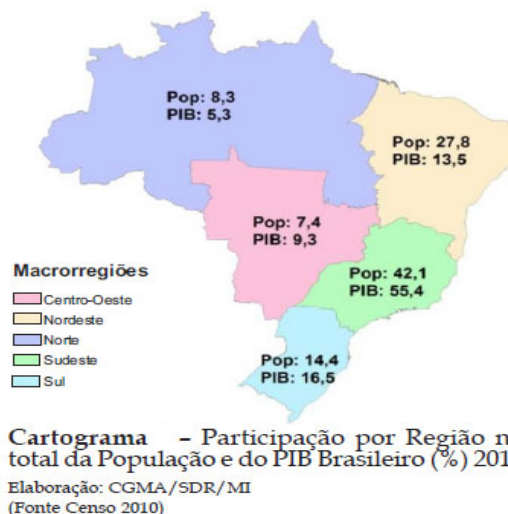 Pop: 8,3
PIB: 5,3
Pop: 27,8
PIB: 13,5
Pop: 7,4
PIB: 9,3
Pop: 42,1
PIB: 55,4
Pop: 14,4
PIB: 16,5
Macrorregiões
Centro-Oeste
Nordeste
Norte
Sudeste
Sul
Cartograma – Participação por Região
total da População e do PIB Brasileiro (%)
Elaboração: CGMA/SDR/MI
(Fonte Censo 2010)